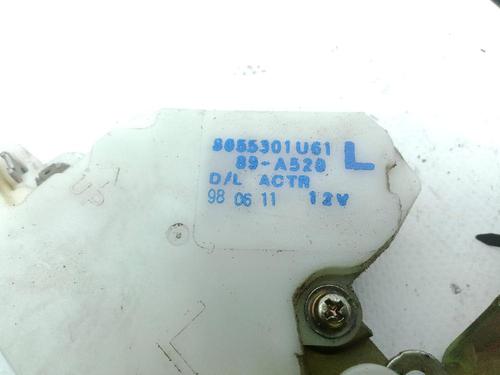 8055301U61 L
89-A528
D/L ACTR
98 06 11 12V
UP
L